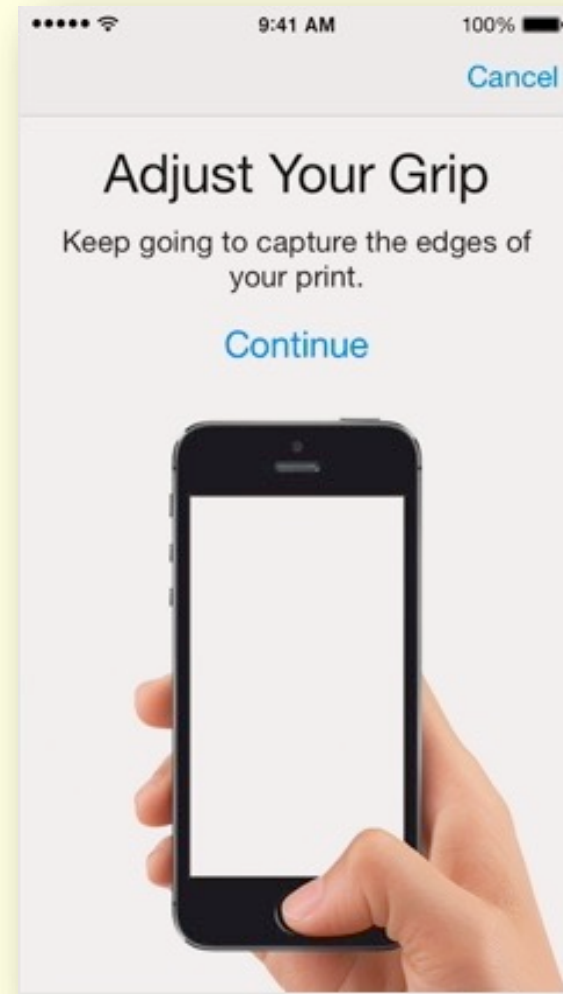 9:41 AM
100%
Cancel
Adjust Your Grip
Keep going to capture the edges of
your print.
Continue